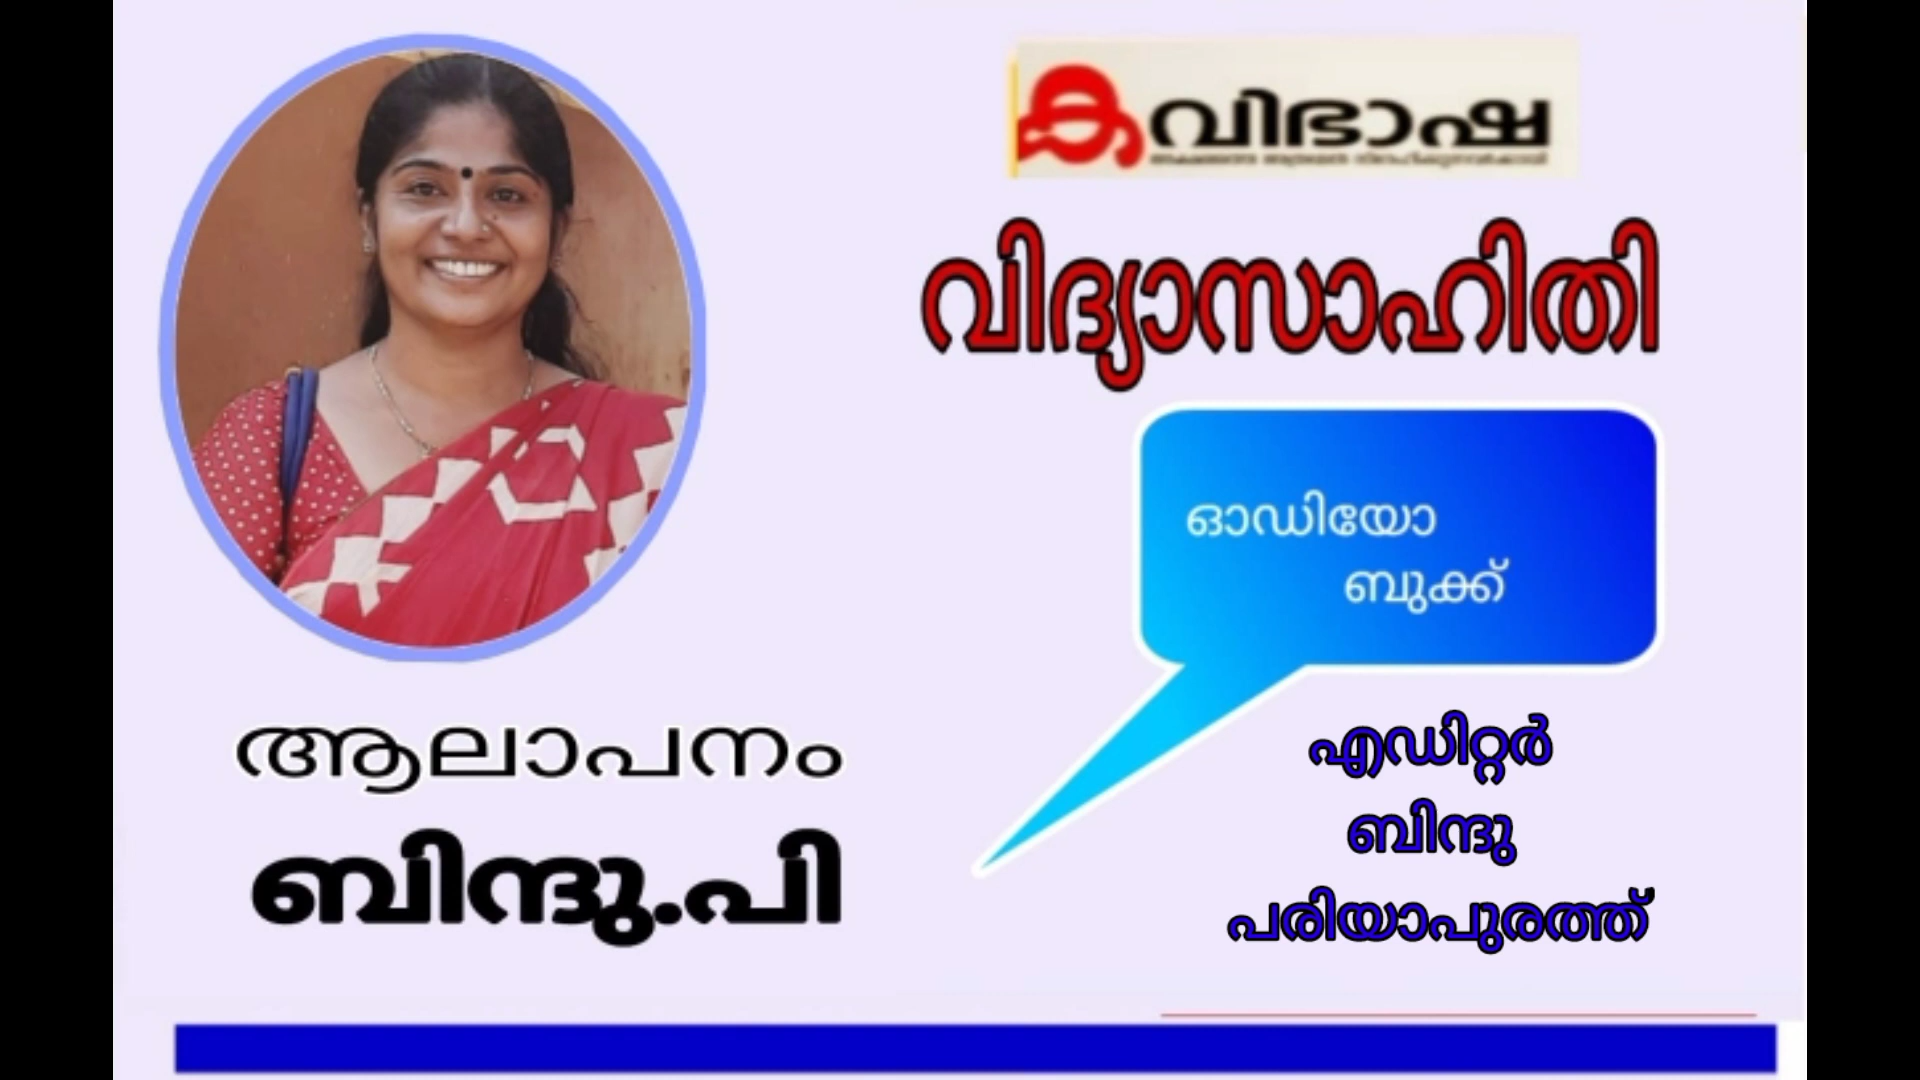 കവിഭാഷ
വിദ്യാസാഹിതി
ഓഡിയോ
ബുക്ക്
ആലാപനം
ബിന്ദു.പി
എഡിറ്റർ
ബിന്ദു
പരിയാപുരത്ത്